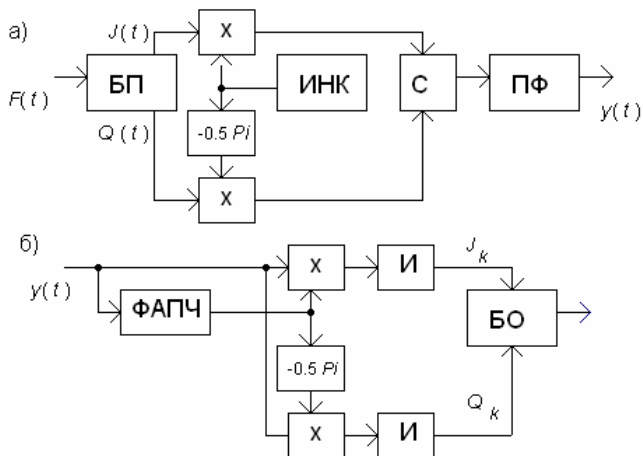 а)
J(t)
X
F(t)
БП
ИНК
С
ПФ
y(t)
Q(t)
-0.5 Pi
X
б)
y(t)
X
И
J k
ФАПЧ
БО
-0.5 Pi
Q k
X
И